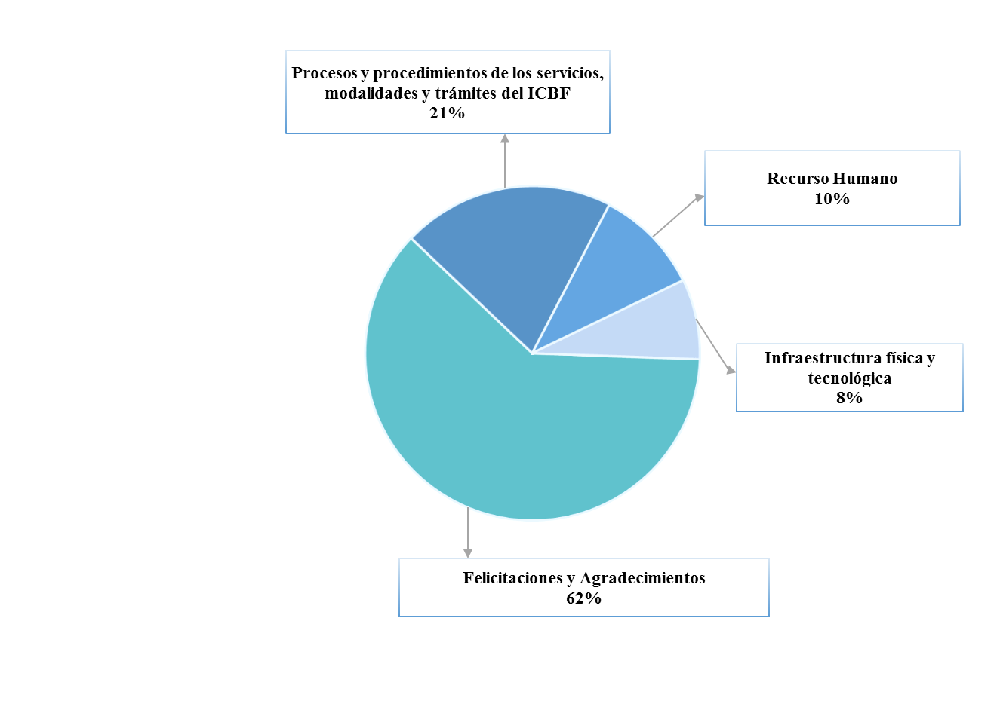 Procesos y procedimientos de los servicios,
modalidades y trámites del ICBF
21%
Recurso Humano
10%
Infraestructura física y
tecnológica
8%
Felicitaciones y Agradecimientos
62%